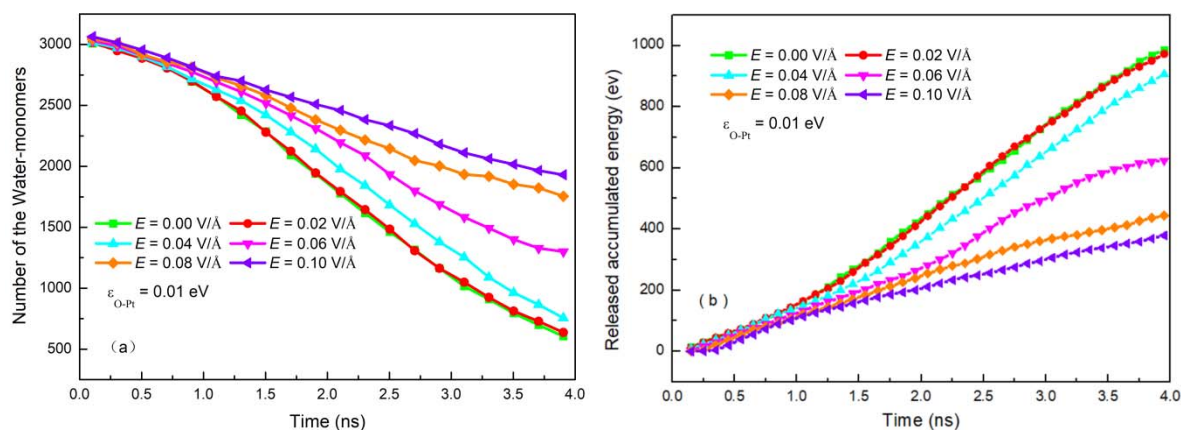 Number of the Water-monomers
3000
2500
2000
1500
1000
500
E = 0.00 V/Å E = 0.02 V/Å
E = 0.04 V/Å E = 0.06 V/Å
E = 0.08 V/Å E = 0.10 V/Å
εO-Pt = 0.01 eV
（a）
0.0 0.5 1.0 1.5 2.0 2.5 3.0 3.5 4.0
Time (ns)
Released accumulated energy (ev)
1000
800
600
400
200
0
E = 0.00 V/Å E = 0.02 V/Å
E = 0.04 V/Å E = 0.06 V/Å
E = 0.08 V/Å E = 0.10 V/Å
εO-Pt = 0.01 eV
( b )
0.0 0.5 1.0 1.5 2.0 2.5 3.0 3.5 4.0
Time (ns)